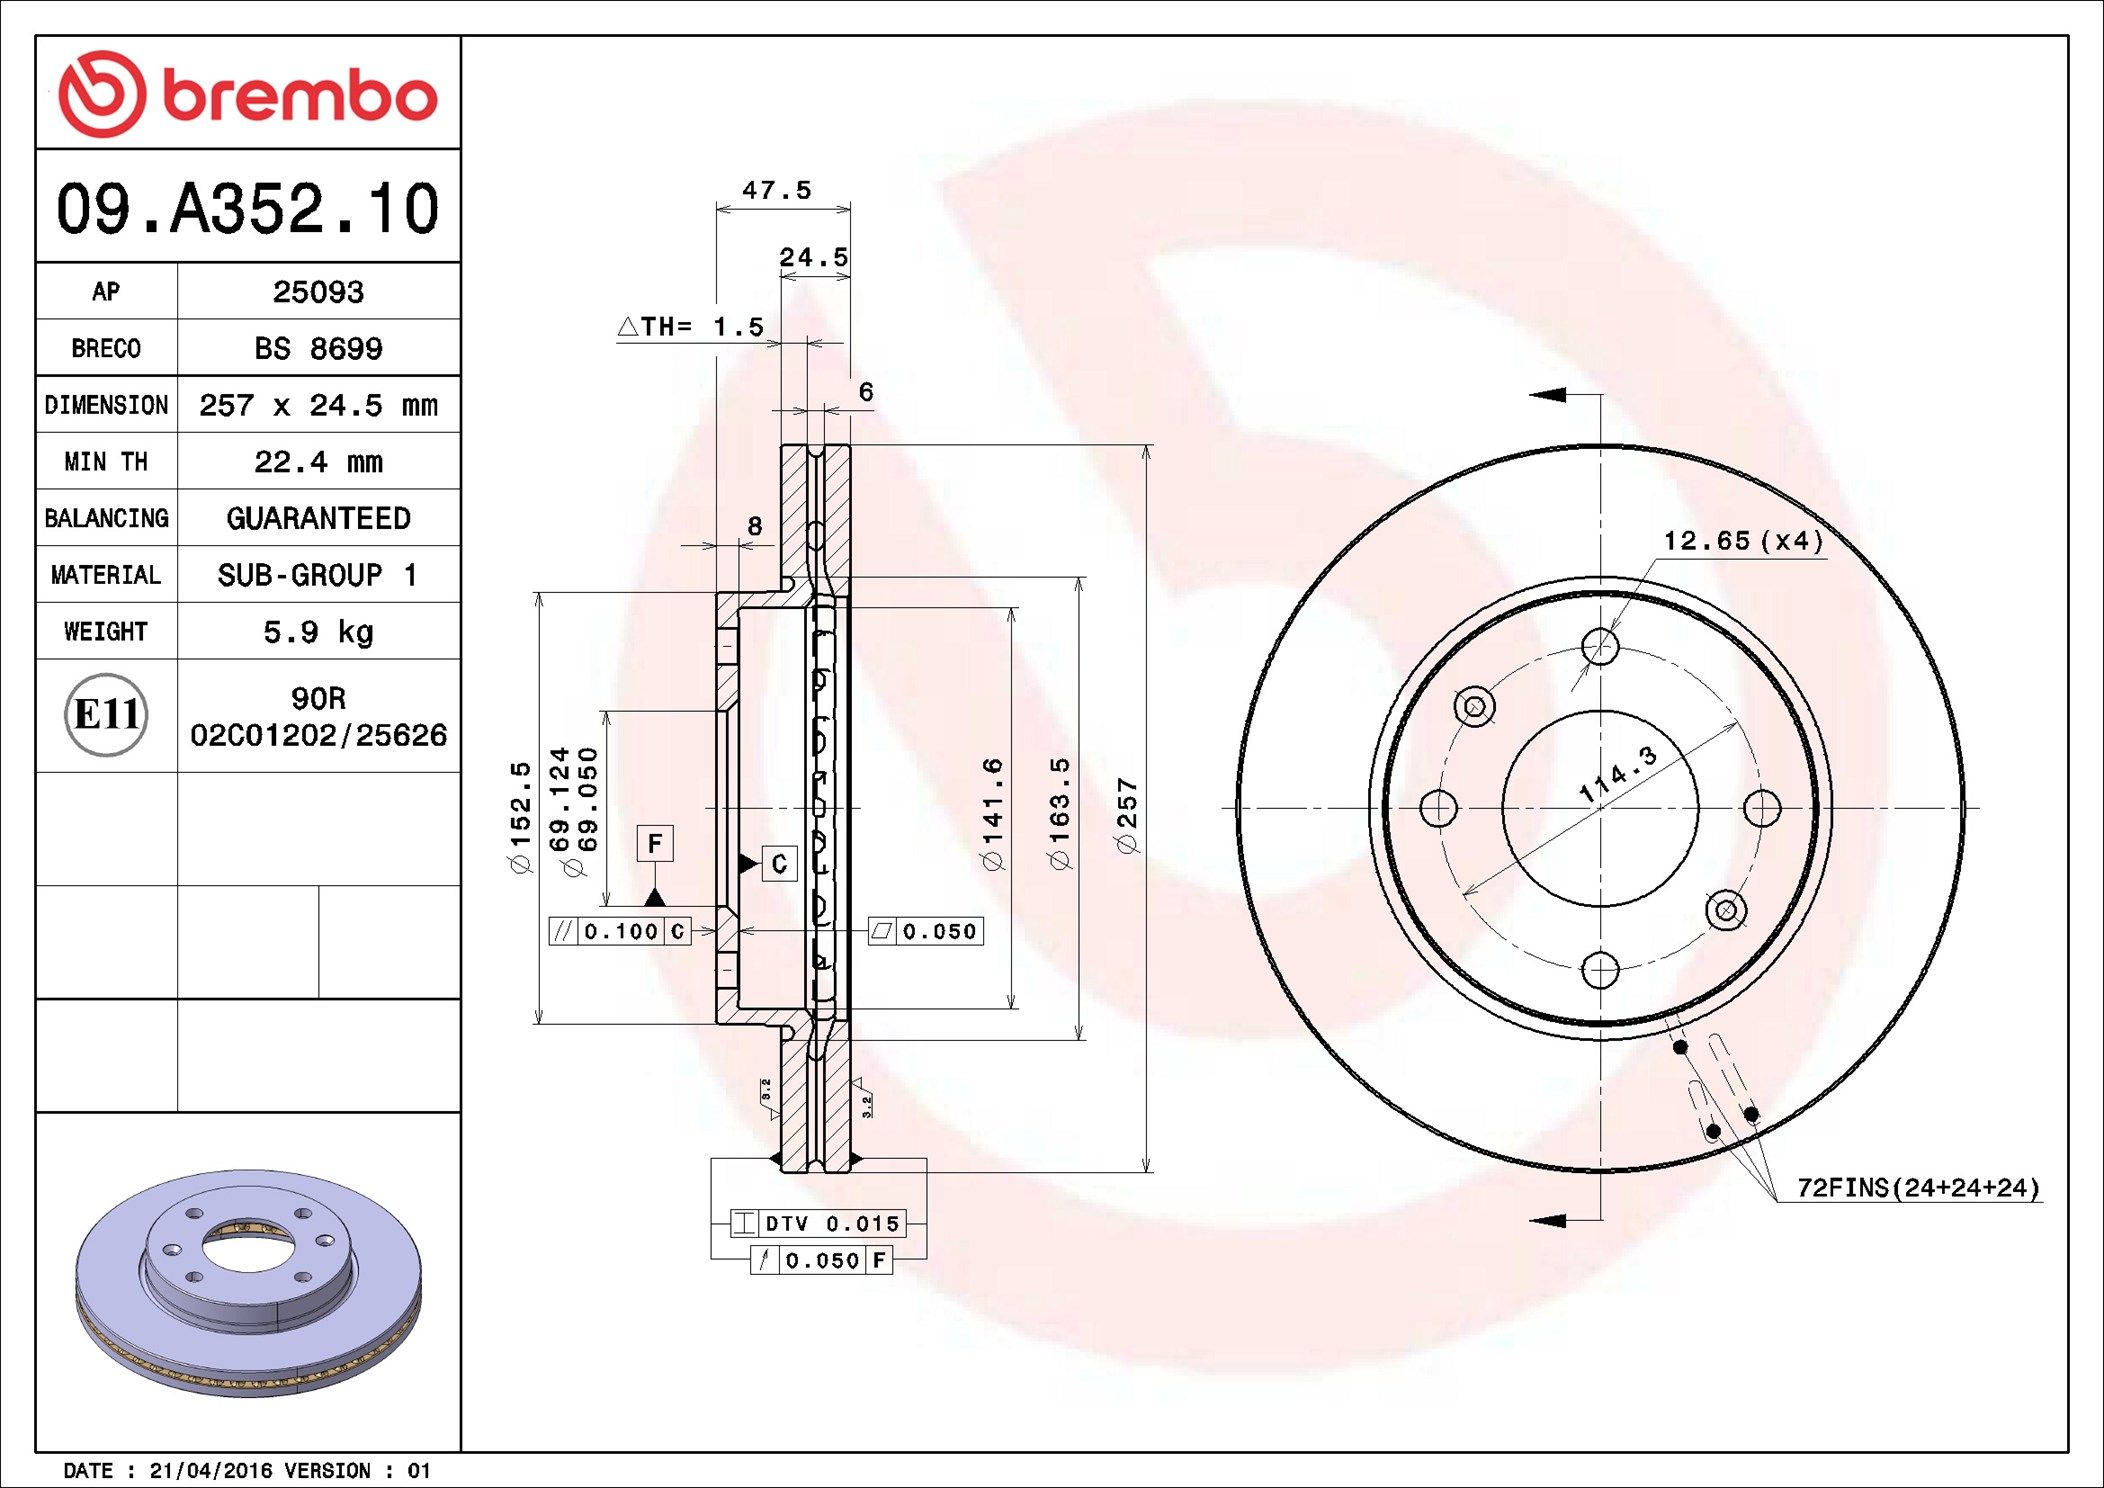 brembo
09.A352.10
AP 25093
BRECO BS 8699
DIMENSION 257 x 24.5 mm
MIN TH 22.4 mm
BALANCING GUARANTEED
MATERIAL SUB-GROUP 1
WEIGHT 5.9 kg
E11 90R
02C01202/25626
47.5
24.5
△TH= 1.5
6
8
12.65(x4)
114.3
∅152.5
∅ 69.124
69.050
∅141.6
∅163.5
∅257
F
C
// 0.100 C
▱ 0.050
3.2
3.2
DTV 0.015
↗ 0.050 F
72FINS(24+24+24)
DATE : 21/04/2016 VERSION : 01